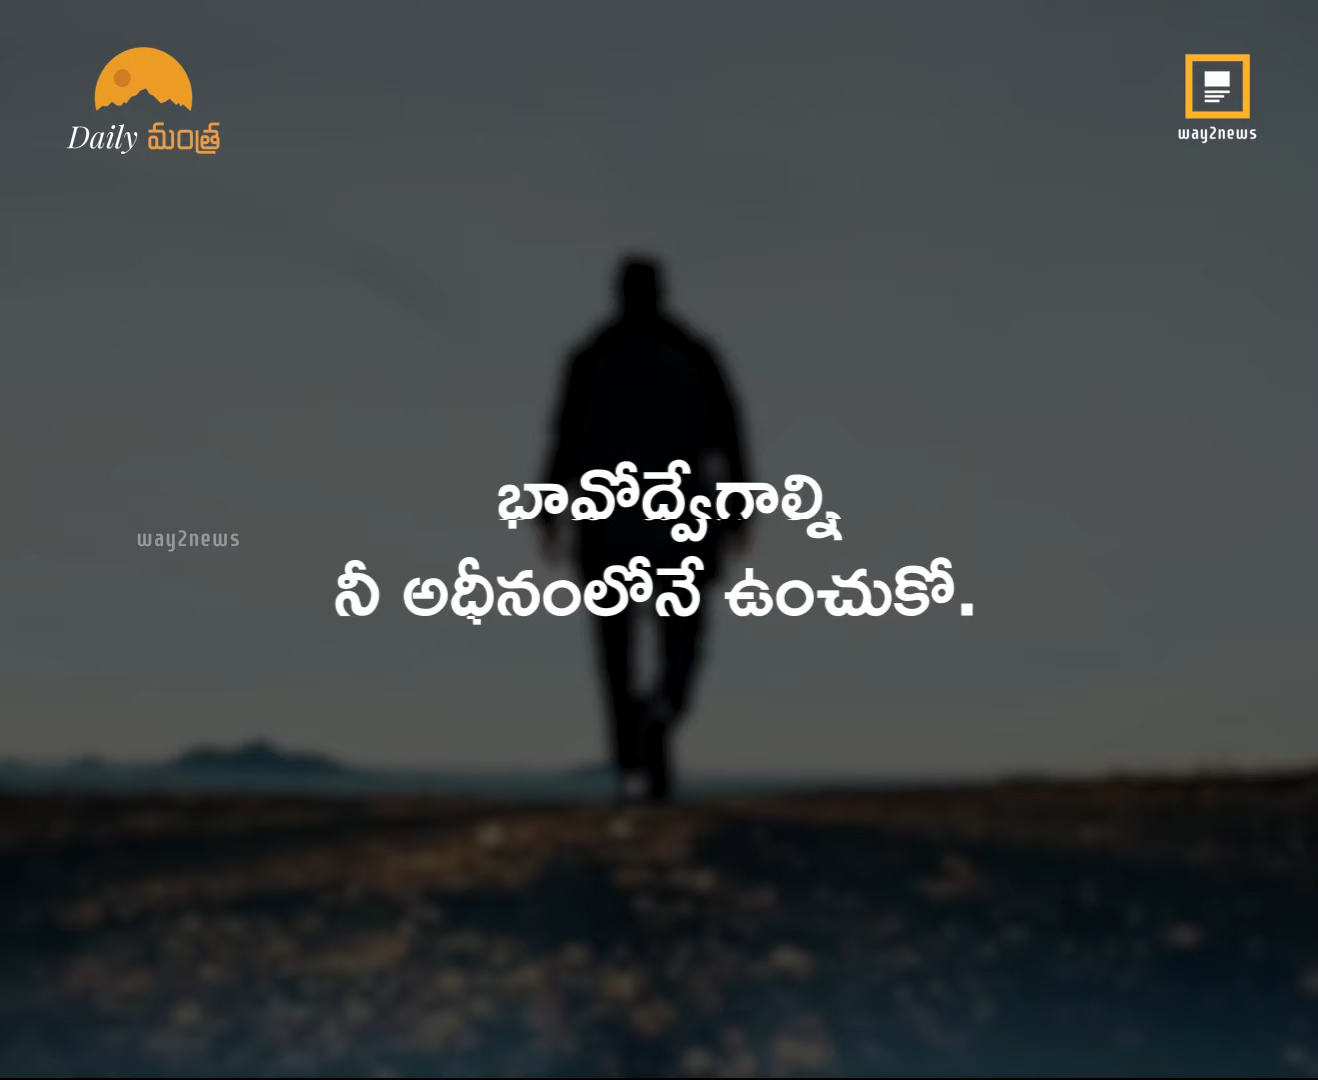 Daily మంత్ర
way2news
భావోద్వేగాల్ని
way2news
నీ అధీనంలోనే ఉంచుకో.